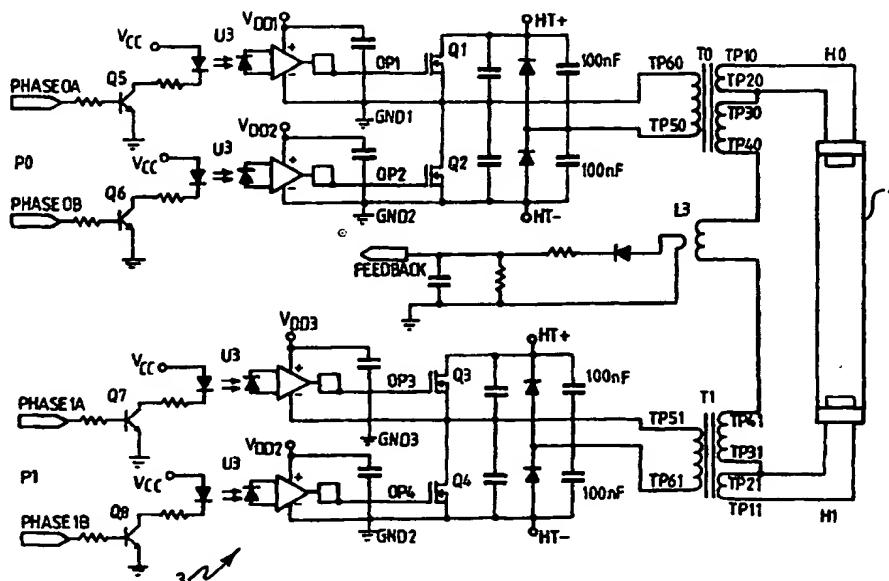 VDD1
HT+
VCC
U3
Q1
100nF
TP60
T0
TP10
H0
PHASE0A
Q5
OP1
TP20
GND1
TP30
VDD2
TP50
TP40
VCC
U3
P0
Q6
OP2
Q2
100nF
PHASE0B
GND2
HT-
L3
FEEDBACK
VDD3
HT+
VCC
U3
Q3
100nF
PHASE1A
Q7
OP3
TP51
T1
TP41
GND3
TP31
VDD2
TP61
TP21
P1
VCC
U3
Q4
100nF
TP11
H1
PHASE1B
Q8
OP4
GND2
HT-
3